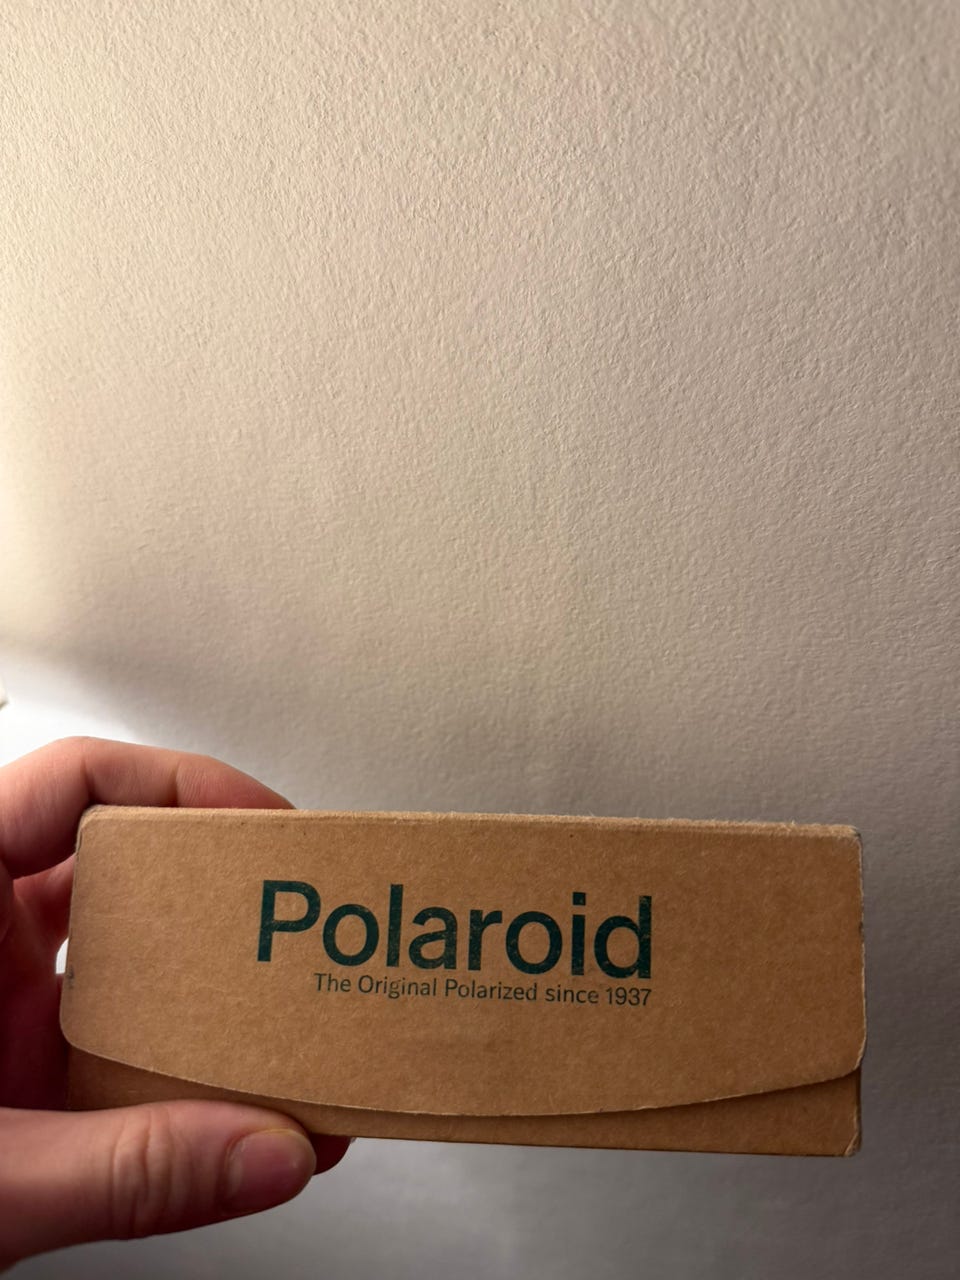 Polaroid
The Original Polarized since 1937